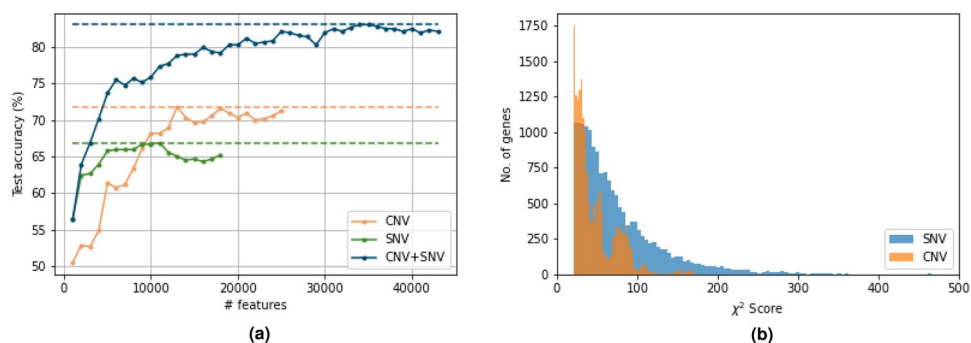 80
75
70
65
60
55
50
Test accuracy (%)
0
10000
20000
30000
40000
# features
CNV
SNV
CNV+SNV
(a)
1750
1500
1250
1000
750
500
250
0
No. of genes
0
100
200
300
400
500
χ² Score
SNV
CNV
(b)